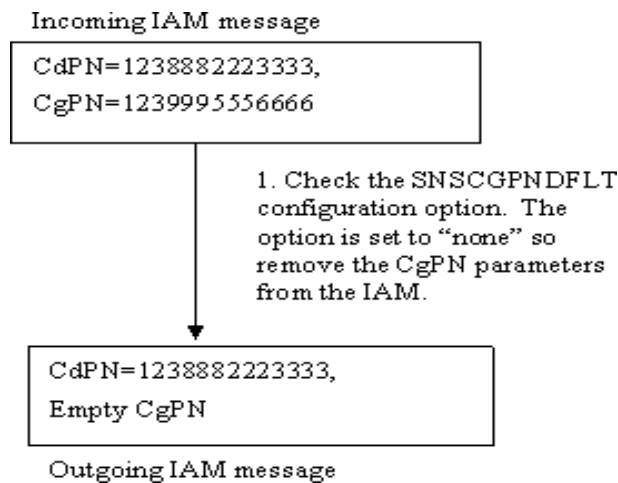 Incoming IAM message
CdPN=1238882223333,
CgPN=1239995556666
1. Check the SNSCGPNDFLT
configuration option. The
option is set to “none” so
remove the CgPN parameters
from the IAM.
CdPN=1238882223333,
Empty CgPN
Outgoing IAM message